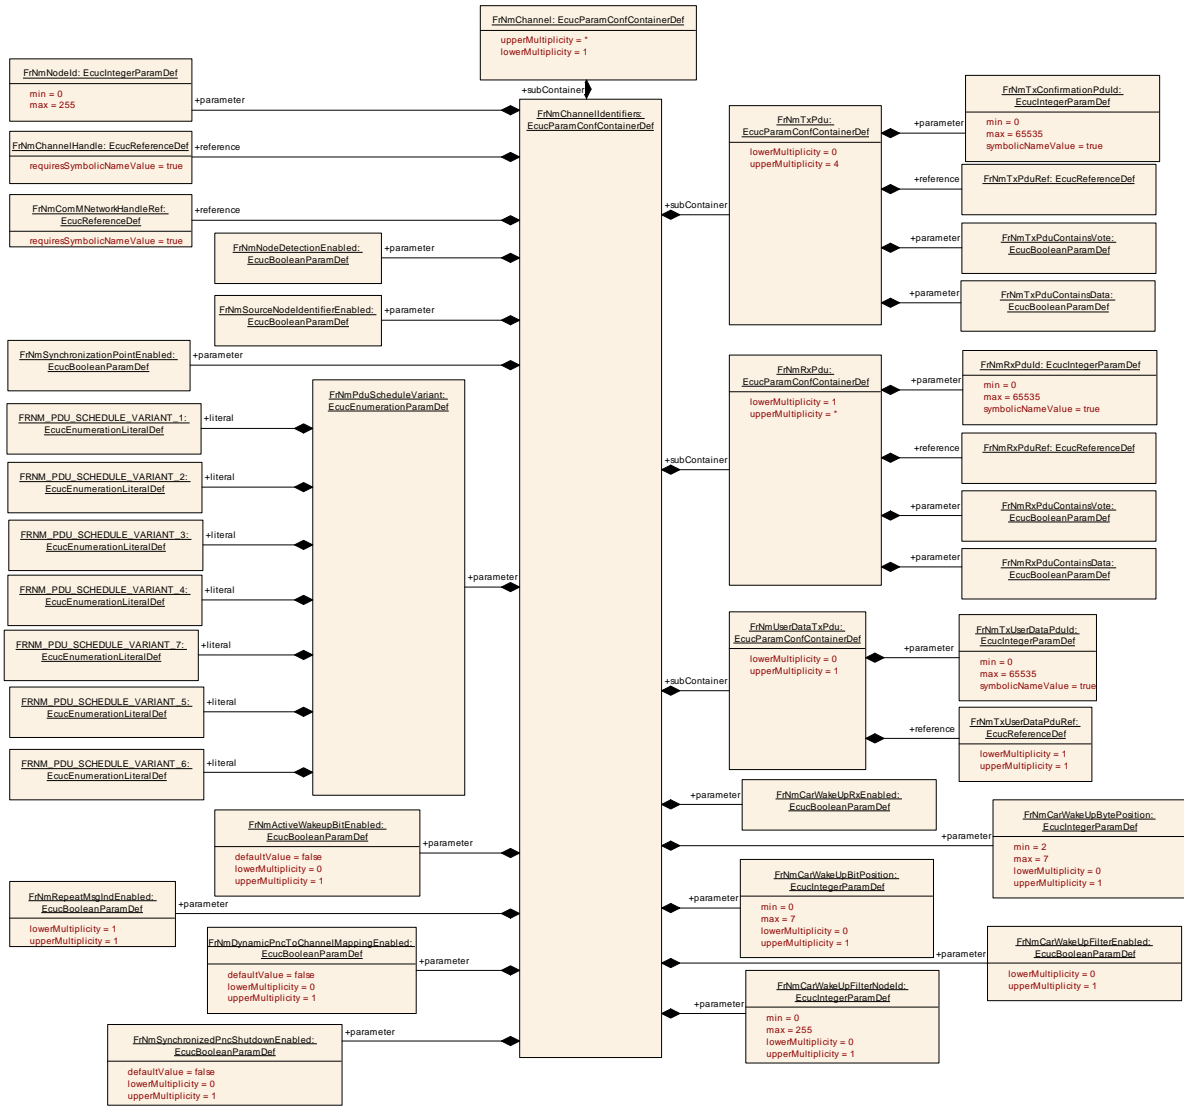 FrNmChannel: EcucParamConfContainerDef
upperMultiplicity = *
lowerMultiplicity = 1
+subContainer
FrNmChannelIdentifiers:
EcucParamConfContainerDef
FrNmNodeId: EcucIntegerParamDef
min = 0
max = 255
+parameter
FrNmChannelHandle: EcucReferenceDef
requiresSymbolicNameValue = true
+reference
FrNmComMNetworkHandleRef:
EcucReferenceDef
requiresSymbolicNameValue = true
+reference
FrNmNodeDetectionEnabled:
EcucBooleanParamDef
+parameter
FrNmSourceNodeIdentifierEnabled:
EcucBooleanParamDef
+parameter
FrNmSynchronizationPointEnabled:
EcucBooleanParamDef
+parameter
FrNmPduScheduleVariant:
EcucEnumerationParamDef
+parameter
FRNM_PDU_SCHEDULE_VARIANT_1:
EcucEnumerationLiteralDef
+literal
FRNM_PDU_SCHEDULE_VARIANT_2:
EcucEnumerationLiteralDef
+literal
FRNM_PDU_SCHEDULE_VARIANT_3:
EcucEnumerationLiteralDef
+literal
FRNM_PDU_SCHEDULE_VARIANT_4:
EcucEnumerationLiteralDef
+literal
FRNM_PDU_SCHEDULE_VARIANT_7:
EcucEnumerationLiteralDef
+literal
FRNM_PDU_SCHEDULE_VARIANT_5:
EcucEnumerationLiteralDef
+literal
FRNM_PDU_SCHEDULE_VARIANT_6:
EcucEnumerationLiteralDef
+literal
FrNmActiveWakeupBitEnabled:
EcucBooleanParamDef
defaultValue = false
lowerMultiplicity = 0
upperMultiplicity = 1
+parameter
FrNmRepeatMsgIndEnabled:
EcucBooleanParamDef
lowerMultiplicity = 1
upperMultiplicity = 1
+parameter
FrNmDynamicPncToChannelMappingEnabled:
EcucBooleanParamDef
defaultValue = false
lowerMultiplicity = 0
upperMultiplicity = 1
+parameter
FrNmSynchronizedPncShutdownEnabled:
EcucBooleanParamDef
defaultValue = false
lowerMultiplicity = 0
upperMultiplicity = 1
+parameter
+subContainer
FrNmTxPdu:
EcucParamConfContainerDef
lowerMultiplicity = 0
upperMultiplicity = 4
+parameter
FrNmTxConfirmationPduId:
EcucIntegerParamDef
min = 0
max = 65535
symbolicNameValue = true
+reference
FrNmTxPduRef: EcucReferenceDef
+parameter
FrNmTxPduContainsVote:
EcucBooleanParamDef
+parameter
FrNmTxPduContainsData:
EcucBooleanParamDef
+subContainer
FrNmRxPdu:
EcucParamConfContainerDef
lowerMultiplicity = 1
upperMultiplicity = *
+parameter
FrNmRxPduId: EcucIntegerParamDef
min = 0
max = 65535
symbolicNameValue = true
+reference
FrNmRxPduRef: EcucReferenceDef
+parameter
FrNmRxPduContainsVote:
EcucBooleanParamDef
+parameter
FrNmRxPduContainsData:
EcucBooleanParamDef
+subContainer
FrNmUserDataTxPdu:
EcucParamConfContainerDef
lowerMultiplicity = 0
upperMultiplicity = 1
+parameter
FrNmTxUserDataPduId:
EcucIntegerParamDef
min = 0
max = 65535
symbolicNameValue = true
+reference
FrNmTxUserDataPduRef:
EcucReferenceDef
lowerMultiplicity = 1
upperMultiplicity = 1
+parameter
FrNmCarWakeUpRxEnabled:
EcucBooleanParamDef
+parameter
FrNmCarWakeUpBytePosition:
EcucIntegerParamDef
min = 2
max = 7
lowerMultiplicity = 0
upperMultiplicity = 1
+parameter
FrNmCarWakeUpBitPosition:
EcucIntegerParamDef
min = 0
max = 7
lowerMultiplicity = 0
upperMultiplicity = 1
+parameter
FrNmCarWakeUpFilterEnabled:
EcucBooleanParamDef
lowerMultiplicity = 0
upperMultiplicity = 1
+parameter
FrNmCarWakeUpFilterNodeId:
EcucIntegerParamDef
min = 0
max = 255
lowerMultiplicity = 0
upperMultiplicity = 1